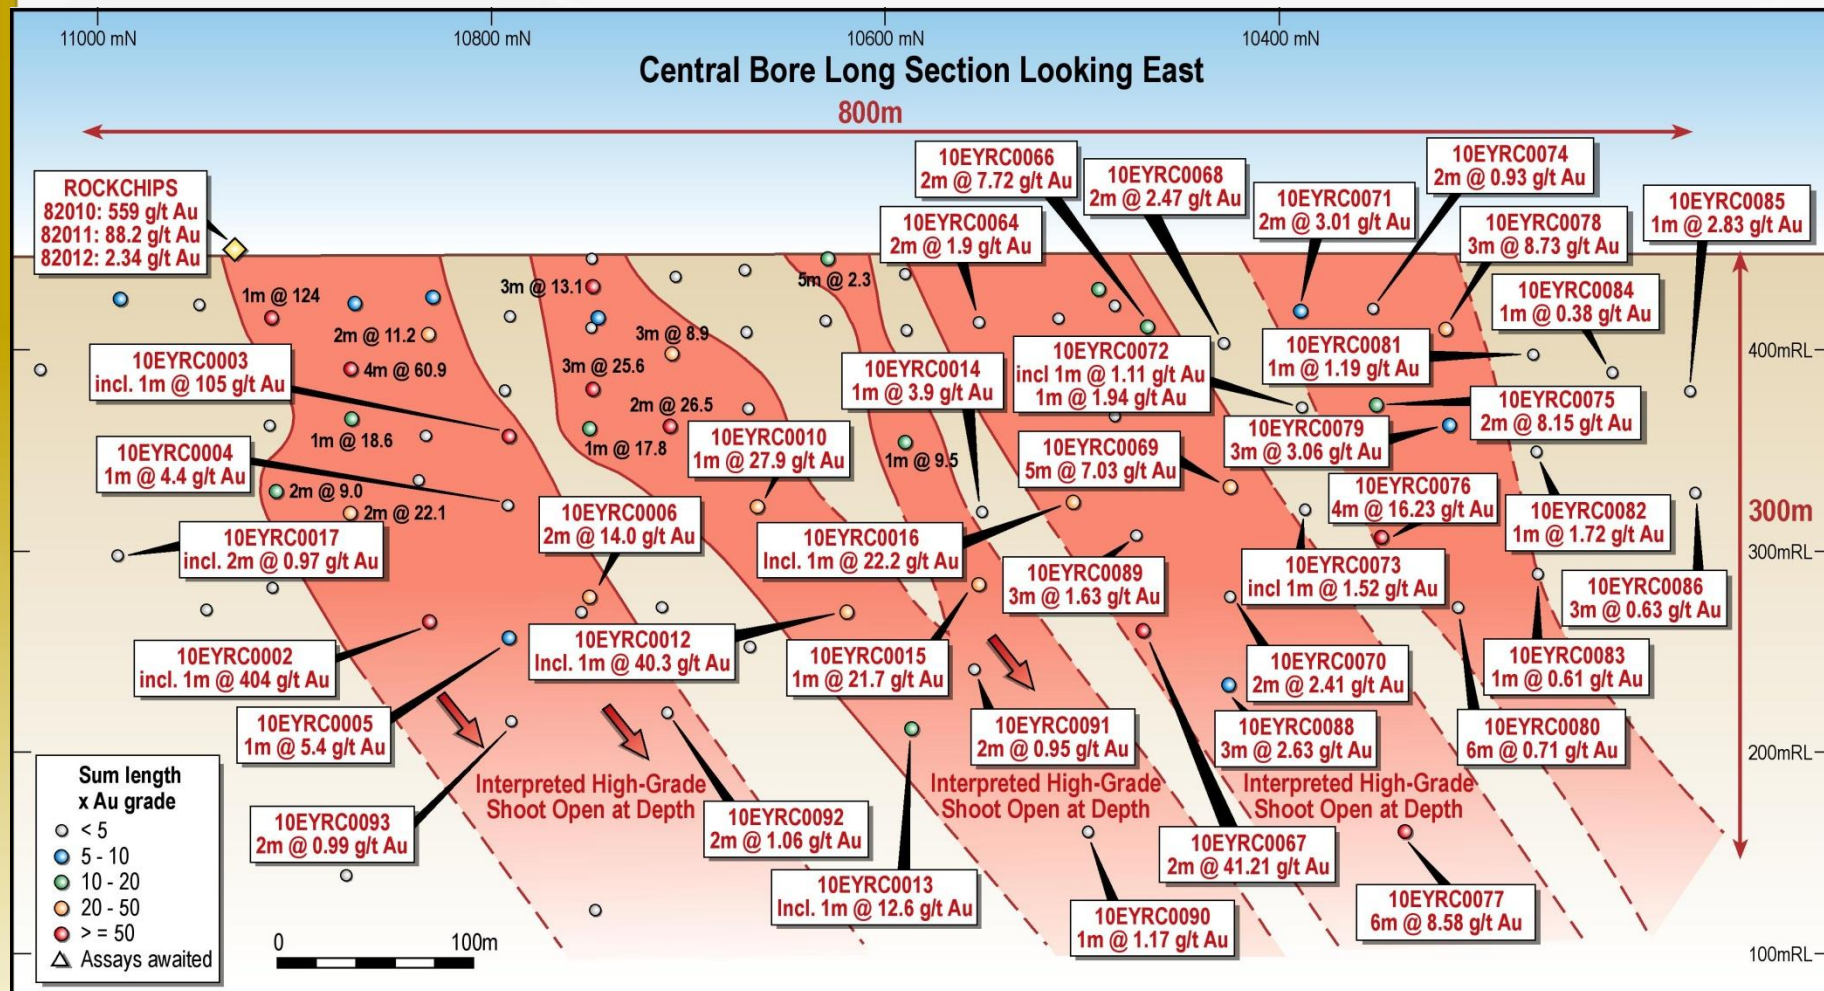 11000 mN
10800 mN
10600 mN
10400 mN
Central Bore Long Section Looking East
800m
ROCKCHIPS
82010: 559 g/t Au
82011: 88.2 g/t Au
82012: 2.34 g/t Au
10EYRC0064
2m @ 1.9 g/t Au
10EYRC0066
2m @ 7.72 g/t Au
10EYRC0068
2m @ 2.47 g/t Au
10EYRC0071
2m @ 3.01 g/t Au
10EYRC0074
2m @ 0.93 g/t Au
10EYRC0078
3m @ 8.73 g/t Au
10EYRC0085
1m @ 2.83 g/t Au
1m @ 124
2m @ 11.2
4m @ 60.9
1m @ 18.6
2m @ 9.0
2m @ 22.1
3m @ 13.1
3m @ 8.9
3m @ 25.6
2m @ 26.5
1m @ 17.8
5m @ 2.3
1m @ 9.5
10EYRC0003
incl. 1m @ 105 g/t Au
10EYRC0004
1m @ 4.4 g/t Au
10EYRC0017
incl. 2m @ 0.97 g/t Au
10EYRC0002
incl. 1m @ 404 g/t Au
10EYRC0005
1m @ 5.4 g/t Au
10EYRC0093
2m @ 0.99 g/t Au
10EYRC0006
2m @ 14.0 g/t Au
10EYRC0010
1m @ 27.9 g/t Au
10EYRC0012
Incl. 1m @ 40.3 g/t Au
10EYRC0092
2m @ 1.06 g/t Au
10EYRC0013
Incl. 1m @ 12.6 g/t Au
10EYRC0014
1m @ 3.9 g/t Au
10EYRC0016
Incl. 1m @ 22.2 g/t Au
10EYRC0015
1m @ 21.7 g/t Au
10EYRC0072
incl 1m @ 1.11 g/t Au
1m @ 1.94 g/t Au
10EYRC0069
5m @ 7.03 g/t Au
10EYRC0089
3m @ 1.63 g/t Au
10EYRC0091
2m @ 0.95 g/t Au
10EYRC0090
1m @ 1.17 g/t Au
10EYRC0067
2m @ 41.21 g/t Au
10EYRC0081
1m @ 1.19 g/t Au
10EYRC0084
1m @ 0.38 g/t Au
10EYRC0079
3m @ 3.06 g/t Au
10EYRC0075
2m @ 8.15 g/t Au
10EYRC0076
4m @ 16.23 g/t Au
10EYRC0082
1m @ 1.72 g/t Au
10EYRC0073
incl 1m @ 1.52 g/t Au
10EYRC0086
3m @ 0.63 g/t Au
10EYRC0070
2m @ 2.41 g/t Au
10EYRC0083
1m @ 0.61 g/t Au
10EYRC0088
3m @ 2.63 g/t Au
10EYRC0080
6m @ 0.71 g/t Au
10EYRC0077
6m @ 8.58 g/t Au
Interpreted High-Grade
Shoot Open at Depth
Interpreted High-Grade
Shoot Open at Depth
Interpreted High-Grade
Shoot Open at Depth
400mRL
300m
300mRL
200mRL
100mRL
Sum length
x Au grade
< 5
5 - 10
10 - 20
20 - 50
> = 50
Assays awaited
0
100m